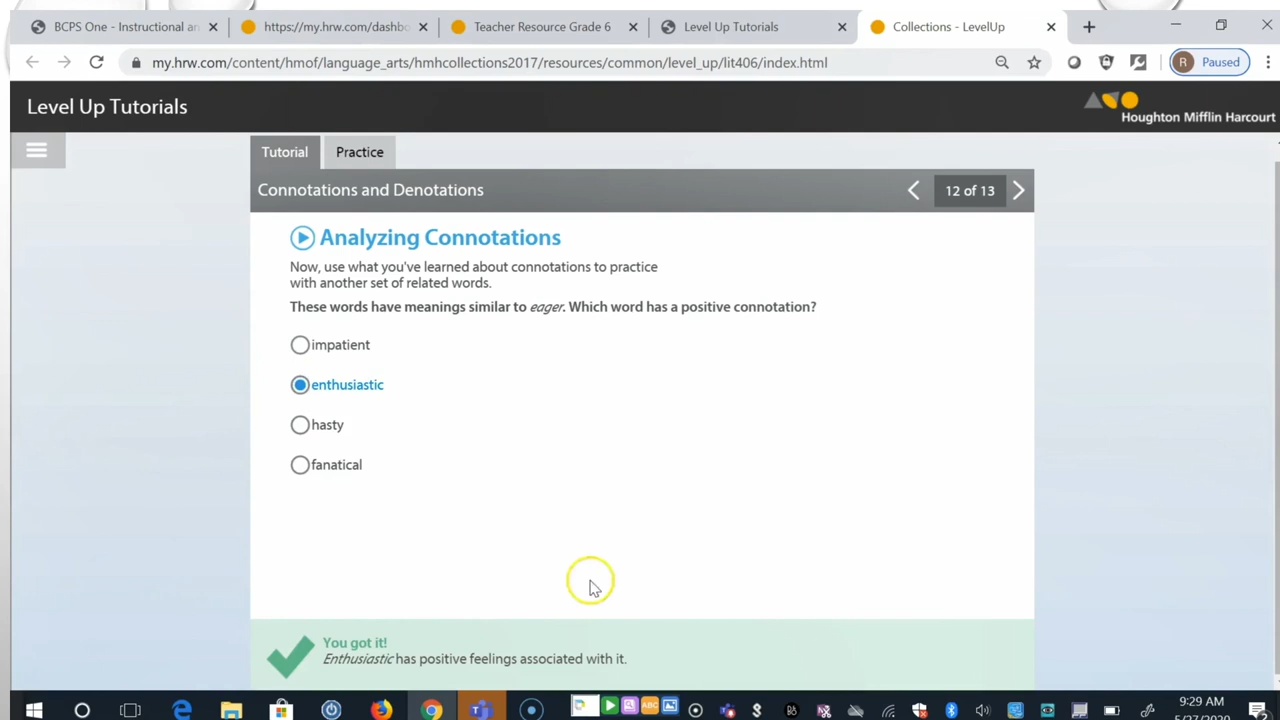 BCPS One - Instructional an
https://my.hrw.com/dashbo
Teacher Resource Grade 6
Level Up Tutorials
Collections - LevelUp
my.hrw.com/content/hmof/language_arts/hmhcollections2017/resources/common/level_up/lit406/index.html
R Paused
Level Up Tutorials
Houghton Mifflin Harcourt
Tutorial
Practice
Connotations and Denotations
12 of 13
Analyzing Connotations
Now, use what you've learned about connotations to practice
with another set of related words.
These words have meanings similar to eager. Which word has a positive connotation?
impatient
enthusiastic
hasty
fanatical
You got it!
Enthusiastic has positive feelings associated with it.
ABC
9:29 AM
5/27/2020